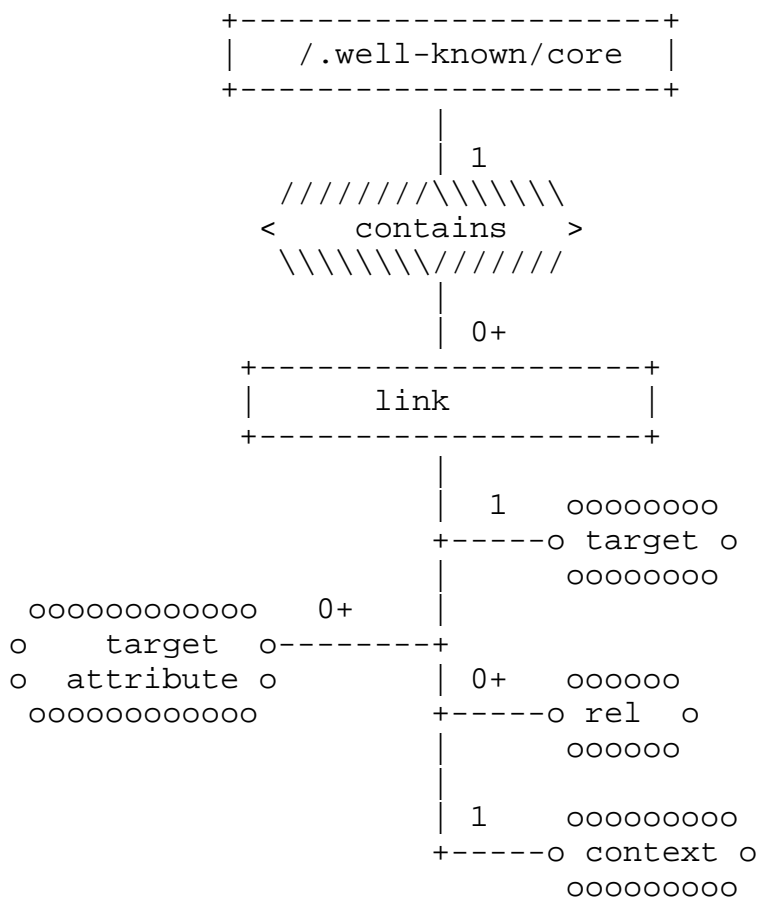 /.well-known/core
1
contains
0+
link
1
target
0+
target
attribute
0+
rel
1
context